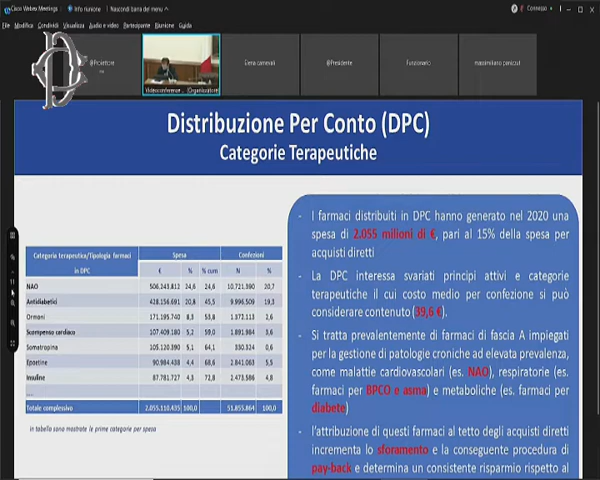 Cisco Webex Meetings
Info riunione
Nascondi barra dei menu
Connesso
File Modifica Condividi Visualizza Audio e video Partecipante Riunione Guida
@Proiettore
Videoconferenze
(Organizzatore)
Elena carnevali
@Presidente
Funzionario
massimiliano panizzut
Distribuzione Per Conto (DPC)
Categorie Terapeutiche
Categoria terapeutica/Tipologia farmaci in DPC Spesa Confezioni
€ % % cum N %
NAO 506.243.812 24,6 24,6 10.721.390 20,7
Antidiabetici 428.156.691 20,8 45,5 9.996.509 19,3
Ormoni 171.195.740 8,3 53,8 1.372.113 2,6
Scompenso cardiaco 107.409.180 5,2 59,0 1.891.984 3,6
Somatropina 105.120.390 5,1 64,1 330.324 0,6
Epoetine 90.984.438 4,4 68,6 2.841.063 5,5
Insuline 87.781.727 4,3 72,8 2.473.586 4,8
....
Totale complessivo 2.055.110.435 100,0 51.855.864 100,0
in tabella sono mostrate le prime categorie per spesa
- I farmaci distribuiti in DPC hanno generato nel 2020 una
spesa di 2.055 milioni di €, pari al 15% della spesa per
acquisti diretti
- La DPC interessa svariati principi attivi e categorie
terapeutiche il cui costo medio per confezione si può
considerare contenuto (39,6 €).
- Si tratta prevalentemente di farmaci di fascia A impiegati
per la gestione di patologie croniche ad elevata prevalenza,
come malattie cardiovascolari (es. NAO), respiratorie (es.
farmaci per BPCO e asma) e metaboliche (es. farmaci per
diabete)
- l'attribuzione di questi farmaci al tetto degli acquisti diretti
incrementa lo sforamento e la conseguente procedura di
pay-back e determina un consistente risparmio rispetto al